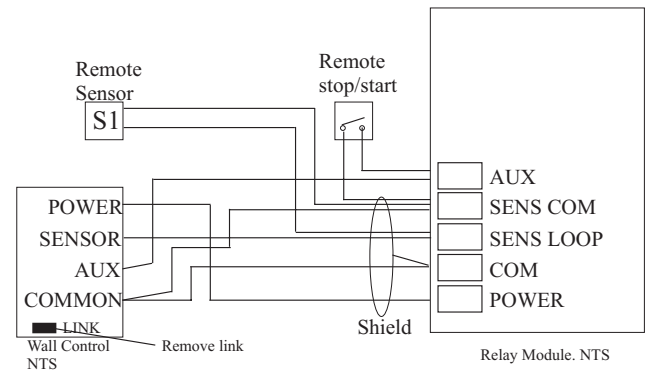 Remote
Sensor
S1
Remote
stop/start
POWER
SENSOR
AUX
COMMON
LINK
Wall Control
NTS
Remove link
Shield
AUX
SENS COM
SENS LOOP
COM
POWER
Relay Module. NTS